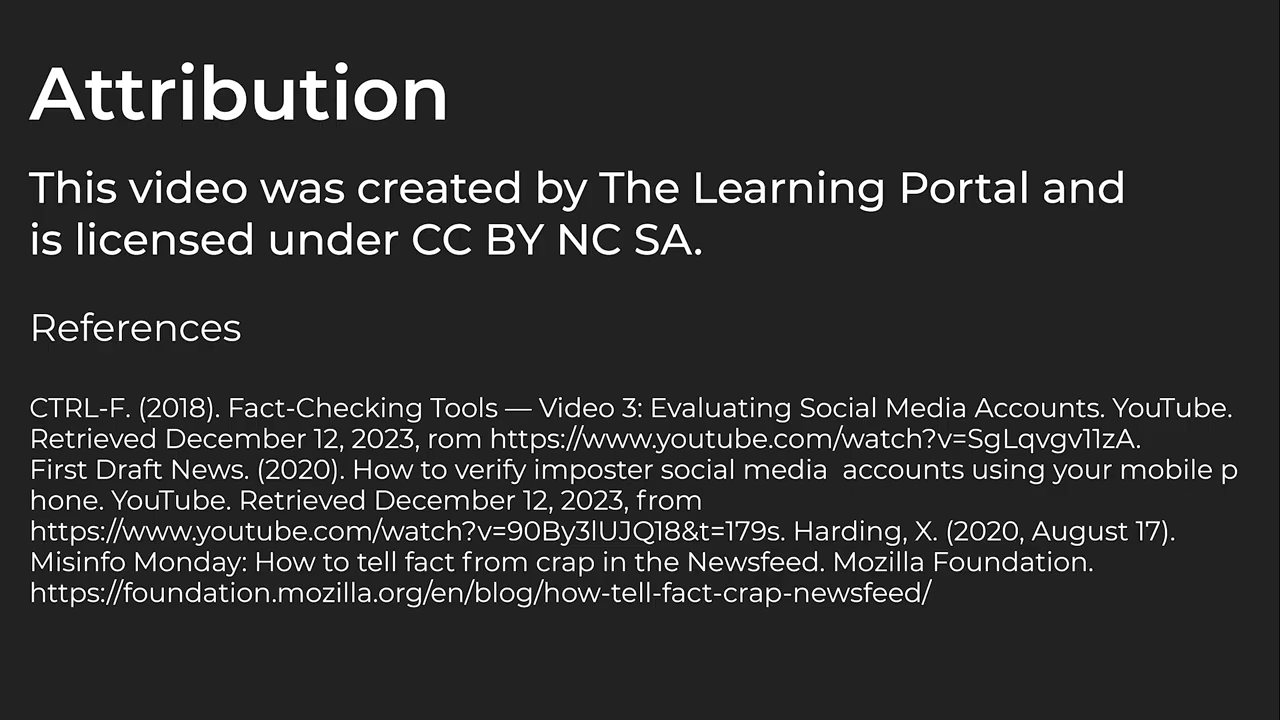 Attribution
This video was created by The Learning Portal and
is licensed under CC BY NC SA.
References
CTRL-F. (2018). Fact-Checking Tools — Video 3: Evaluating Social Media Accounts. YouTube.
Retrieved December 12, 2023, rom https://www.youtube.com/watch?v=SgLqvgv11zA.
First Draft News. (2020). How to verify imposter social media  accounts using your mobile p
hone. YouTube. Retrieved December 12, 2023, from
https://www.youtube.com/watch?v=90By3lUJQ18&t=179s. Harding, X. (2020, August 17).
Misinfo Monday: How to tell fact from crap in the Newsfeed. Mozilla Foundation.
https://foundation.mozilla.org/en/blog/how-tell-fact-crap-newsfeed/